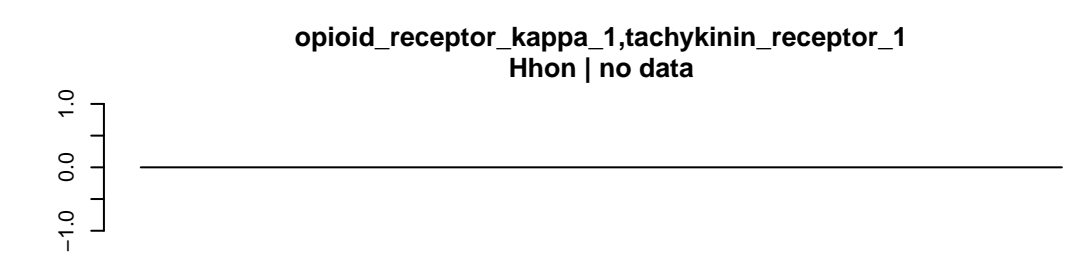 opioid_receptor_kappa_1,tachykinin_receptor_1
Hhon | no data
1.0
0.0
−1.0